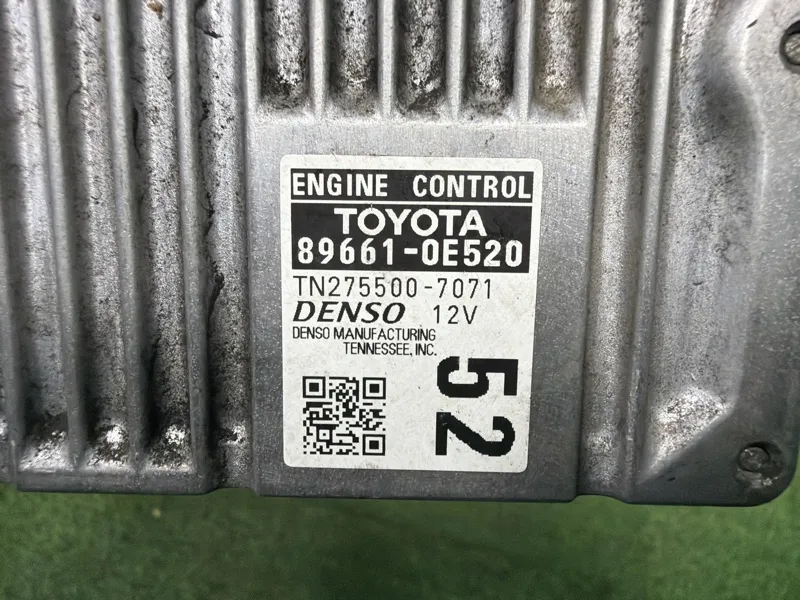 ENGINE CONTROL
TOYOTA
89661-0E520
TN275500-7071
DENSO 12V
DENSO MANUFACTURING
TENNESSEE, INC.
52